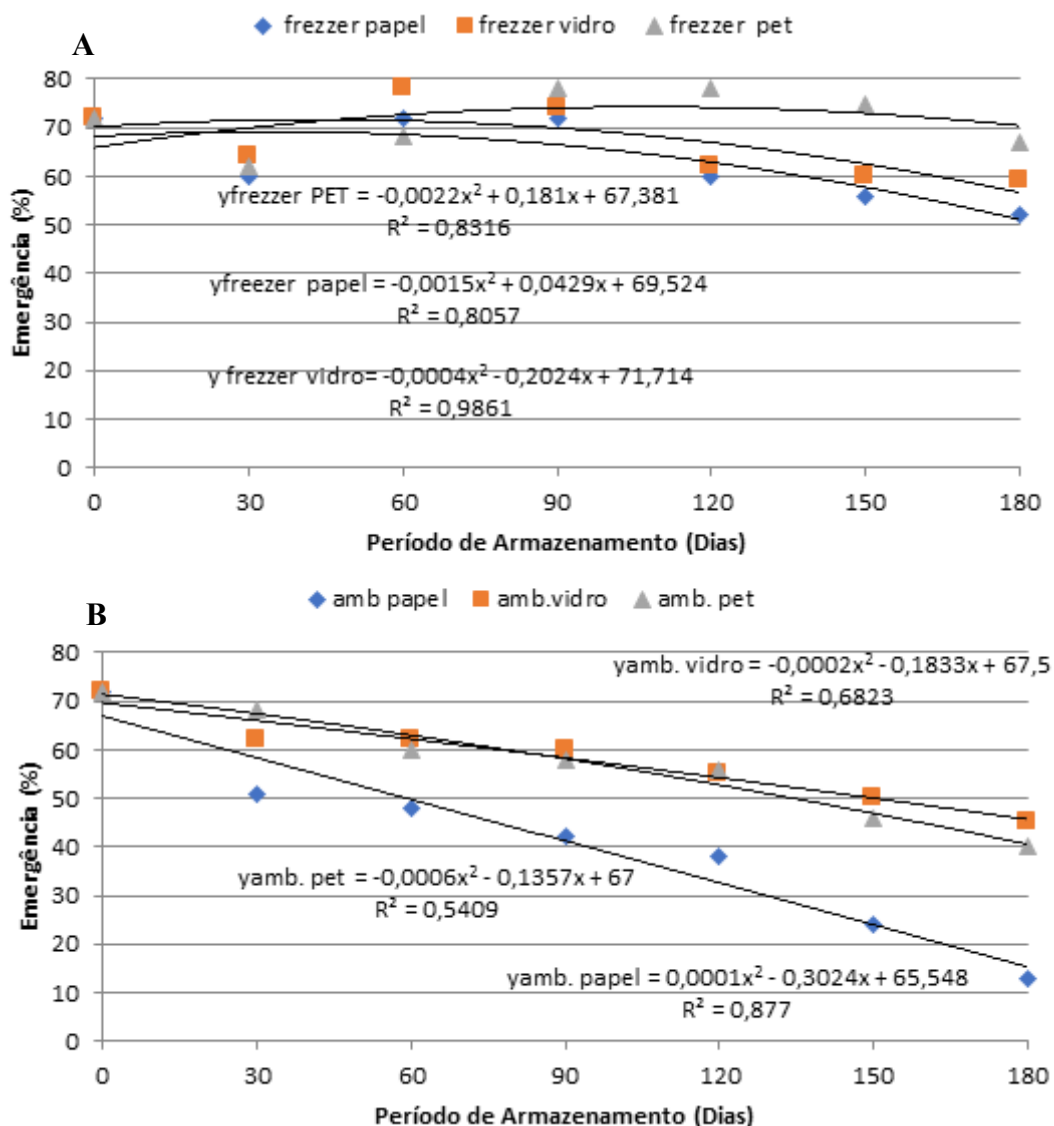 frezzer papel frezzer vidro frezzer pet
A
80
70
60
50
40
30
20
10
0
Emergência (%)
yfrezzer PET = -0,0022x² + 0,181x + 67,381
R² = 0,8316
yfreezer papel = -0,0015x² + 0,0429x + 69,524
R² = 0,8057
y frezzer vidro= -0,0004x² - 0,2024x + 71,714
R² = 0,9861
0 30 60 90 120 150 180
Período de Armazenamento (Dias)
amb papel amb.vidro amb. pet
B
80
70
60
50
40
30
20
10
0
Emergência (%)
yamb. vidro = -0,0002x² - 0,1833x + 67,5
R² = 0,6823
yamb. pet = -0,0006x² - 0,1357x + 67
R² = 0,5409
yamb. papel = 0,0001x² - 0,3024x + 65,548
R² = 0,877
0 30 60 90 120 150 180
Período de Armazenamento (Dias)